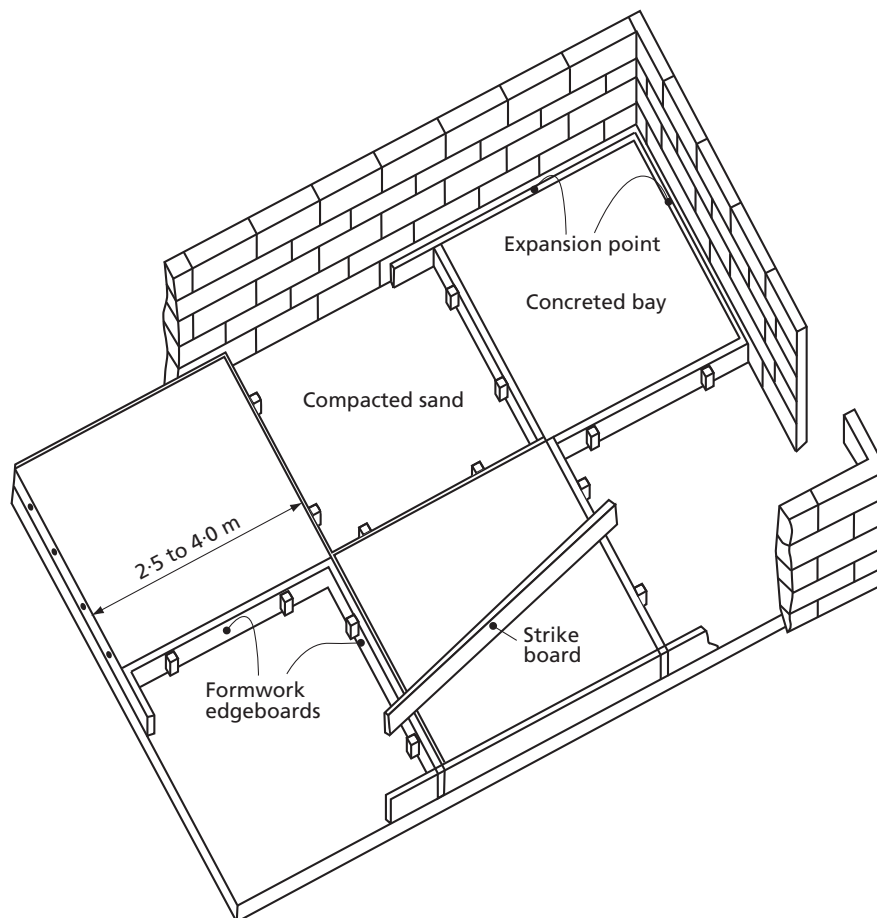 Expansion point
Concreted bay
Compacted sand
2·5 to 4·0 m
Strike
board
Formwork
edgeboards